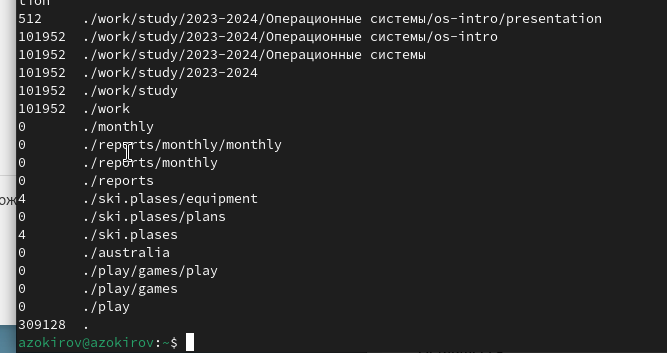 tion
512 ./work/study/2023-2024/Операционные системы/os-intro/presentation
101952 ./work/study/2023-2024/Операционные системы/os-intro
101952 ./work/study/2023-2024/Операционные системы
101952 ./work/study/2023-2024
101952 ./work/study
101952 ./work
0 ./monthly
0 ./reports/monthly/monthly
0 ./reports/monthly
0 ./reports
4 ./ski.plases/equipment
0 ./ski.plases/plans
4 ./ski.plases
0 ./australia
0 ./play/games/play
0 ./play/games
0 ./play
309128 .
azokirov@azokirov:~$